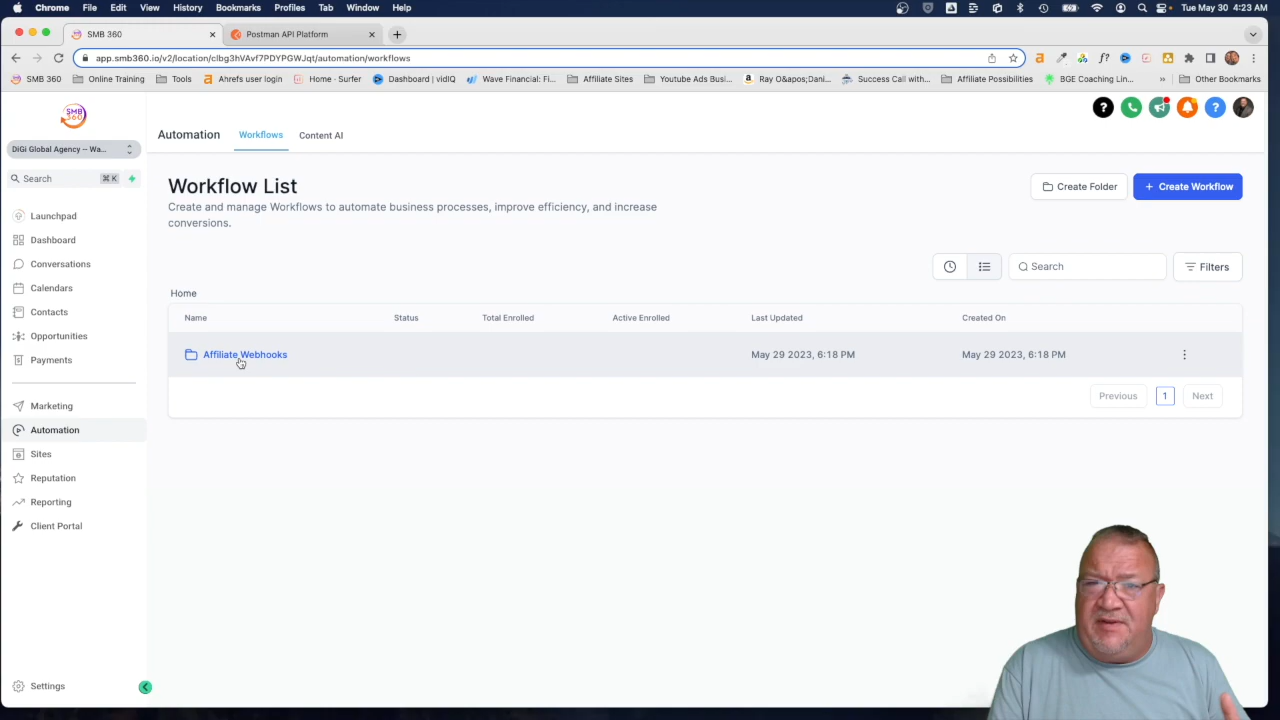 Chrome File Edit View History Bookmarks Profiles Tab Window Help
Tue May 30 4:23 AM
SMB 360
Postman API Platform
app.smb360.io/v2/location/clbg3hVAvf7PDYPGWJqt/automation/workflows
SMB 360 Online Training Tools Ahrefs user login Home · Surfer Dashboard | vidIQ Wave Financial: Fi... Affiliate Sites Youtube Ads Busi... Ray O&apos;Dani... Success Call with... Affiliate Possibilities BGE Coaching Lin... » Other Bookmarks
SMB
360
Automation Workflows Content AI
DiGi Global Agency -- Wa...
Search ⌘ K
Launchpad
Dashboard
Conversations
Calendars
Contacts
Opportunities
Payments
Marketing
Automation
Sites
Reputation
Reporting
Client Portal
Settings
Workflow List
Create and manage Workflows to automate business processes, improve efficiency, and increase
conversions.
Create Folder
+ Create Workflow
Search
Filters
Home
Name Status Total Enrolled Active Enrolled Last Updated Created On
Affiliate Webhooks May 29 2023, 6:18 PM May 29 2023, 6:18 PM
Previous 1 Next